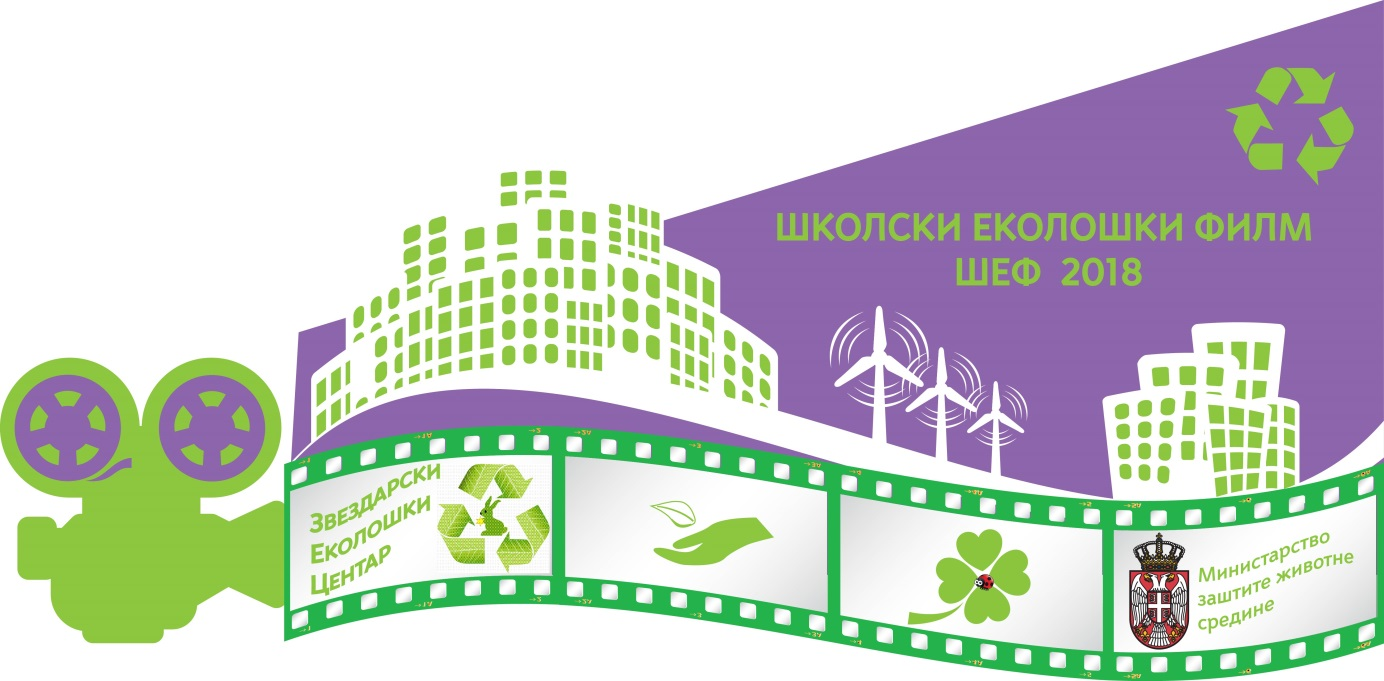 ШКОЛСКИ ЕКОЛОШКИ ФИЛМ
ШЕФ 2018
ЗВЕЗДАРСКИ
ЕКОЛОШКИ
ЦЕНТАР
Министарство
заштите животне
средине